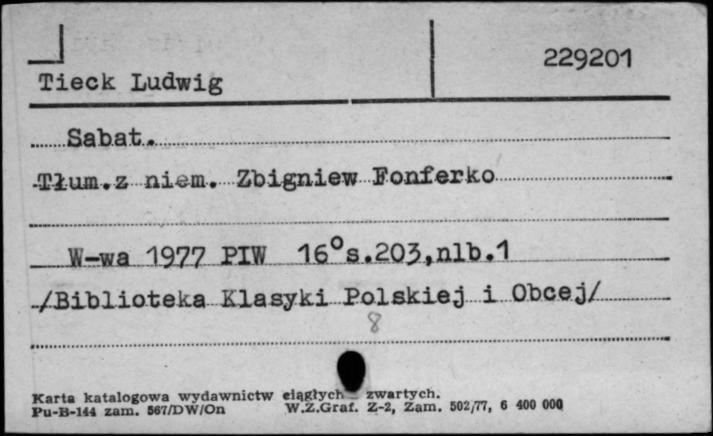 229201
Tieck Ludwig
Sabat.
Tłum.z niem. Zbigniew Fonferko
W-wa 1977 PIW 16° s.203,nlb.1
/Biblioteka Klasyki Polskiej i Obcej/
8
Karta katalogowa wydawnictw ciągłych zwartych.
Pu-B-144 zam. 567/DW/On W.Z.Graf. Z-2, Zam. 502/77, 6 400 000